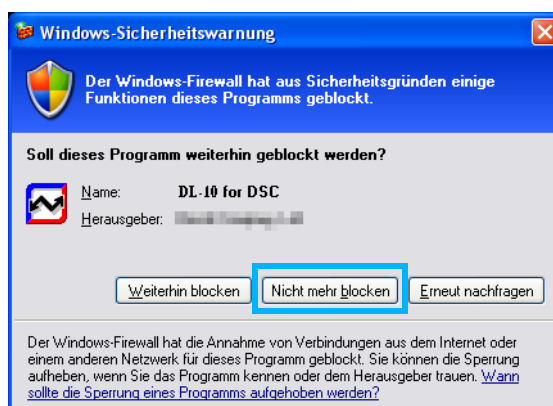 Windows-Sicherheitswarnung
Der Windows-Firewall hat aus Sicherheitsgründen einige
Funktionen dieses Programms geblockt.
Soll dieses Programm weiterhin geblockt werden?
Name: DL-10 for DSC
Herausgeber:
Weiterhin blocken Nicht mehr blocken Erneut nachfragen
Der Windows-Firewall hat die Annahme von Verbindungen aus dem Internet oder
einem anderen Netzwerk für dieses Programm geblockt. Sie können die Sperrung
aufheben, wenn Sie das Programm kennen oder dem Herausgeber trauen. Wann
sollte die Sperrung eines Programms aufgehoben werden?